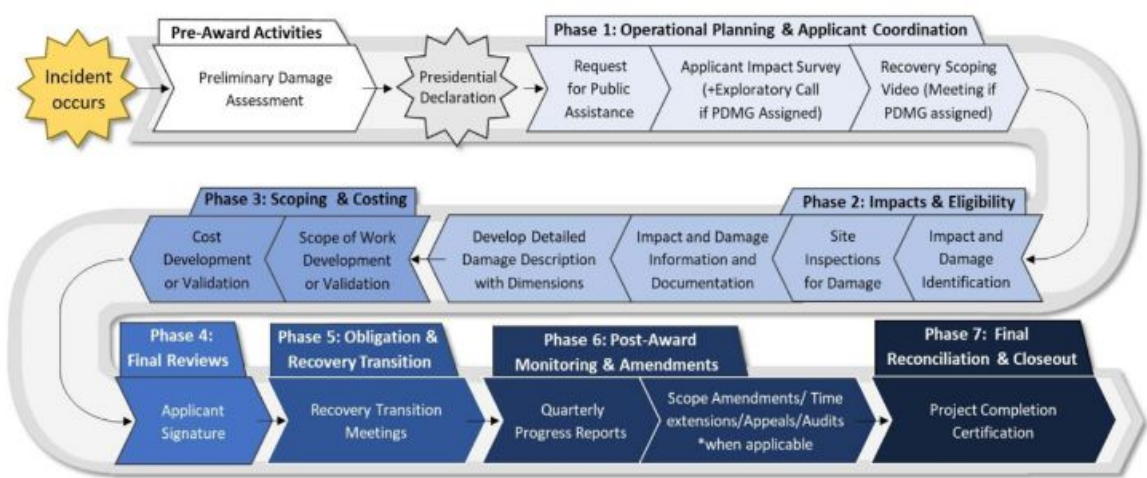 Pre-Award Activities
Phase 1: Operational Planning & Applicant Coordination
Incident
occurs
Preliminary Damage
Assessment
Presidential
Declaration
Request
for Public
Assistance
Applicant Impact Survey
(+Exploratory Call
if PDMG Assigned)
Recovery Scoping
Video (Meeting if
PDMG assigned)
Phase 2: Impacts & Eligibility
Impact and
Damage
Identification
Site
Inspections
for Damage
Impact and Damage
Information and
Documentation
Develop Detailed
Damage Description
with Dimensions
Phase 3: Scoping & Costing
Scope of Work
Development
or Validation
Cost
Development
or Validation
Phase 4:
Final Reviews
Applicant
Signature
Phase 5: Obligation &
Recovery Transition
Recovery Transition
Meetings
Phase 6: Post-Award
Monitoring & Amendments
Quarterly
Progress Reports
Scope Amendments/ Time
extensions/Appeals/Audits
*when applicable
Phase 7: Final
Reconciliation & Closeout
Project Completion
Certification